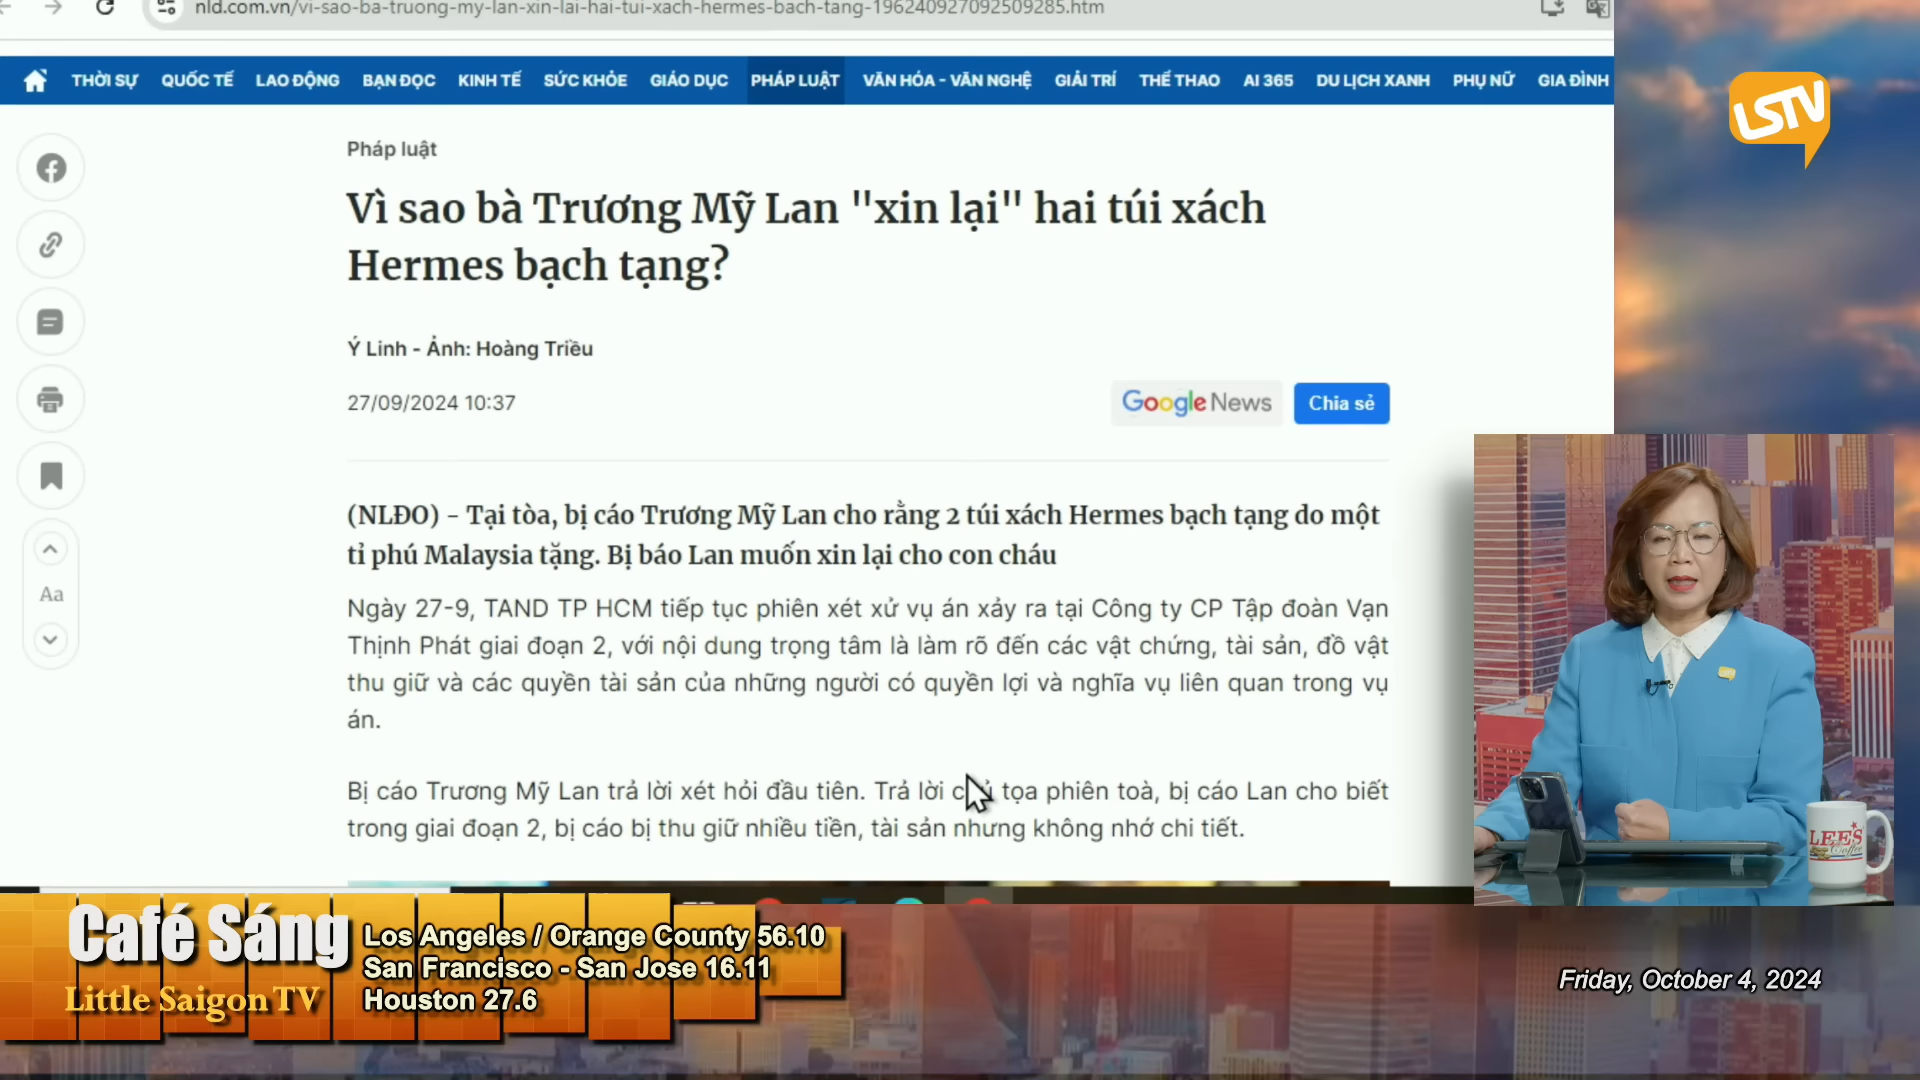 nld.com.vn/vi-sao-ba-truong-my-lan-xin-lai-hai-tui-xach-hermes-bach-tang-196240927092509285.htm
THỜI SỰ QUỐC TẾ LAO ĐỘNG BẠN ĐỌC KINH TẾ SỨC KHỎE GIÁO DỤC PHÁP LUẬT VĂN HÓA - VĂN NGHỆ GIẢI TRÍ THỂ THAO AI 365 DU LỊCH XANH PHỤ NỮ GIA ĐÌNH
LSTV
Pháp luật
Vì sao bà Trương Mỹ Lan "xin lại" hai túi xách
Hermes bạch tạng?
Ý Linh - Ảnh: Hoàng Triều
27/09/2024 10:37
Google News
Chia sẻ
(NLĐO) - Tại tòa, bị cáo Trương Mỹ Lan cho rằng 2 túi xách Hermes bạch tạng do một
tỉ phú Malaysia tặng. Bị báo Lan muốn xin lại cho con cháu
Aa
Ngày 27-9, TAND TP HCM tiếp tục phiên xét xử vụ án xảy ra tại Công ty CP Tập đoàn Vạn
Thịnh Phát giai đoạn 2, với nội dung trọng tâm là làm rõ đến các vật chứng, tài sản, đồ vật
thu giữ và các quyền tài sản của những người có quyền lợi và nghĩa vụ liên quan trong vụ
án.
Bị cáo Trương Mỹ Lan trả lời xét hỏi đầu tiên. Trả lời tọa phiên toà, bị cáo Lan cho biết
trong giai đoạn 2, bị cáo bị thu giữ nhiều tiền, tài sản nhưng không nhớ chi tiết.
LEE'S
Coffee
Café Sáng
Little Saigon TV
Los Angeles / Orange County 56.10
San Francisco - San Jose 16.11
Houston 27.6
Friday, October 4, 2024